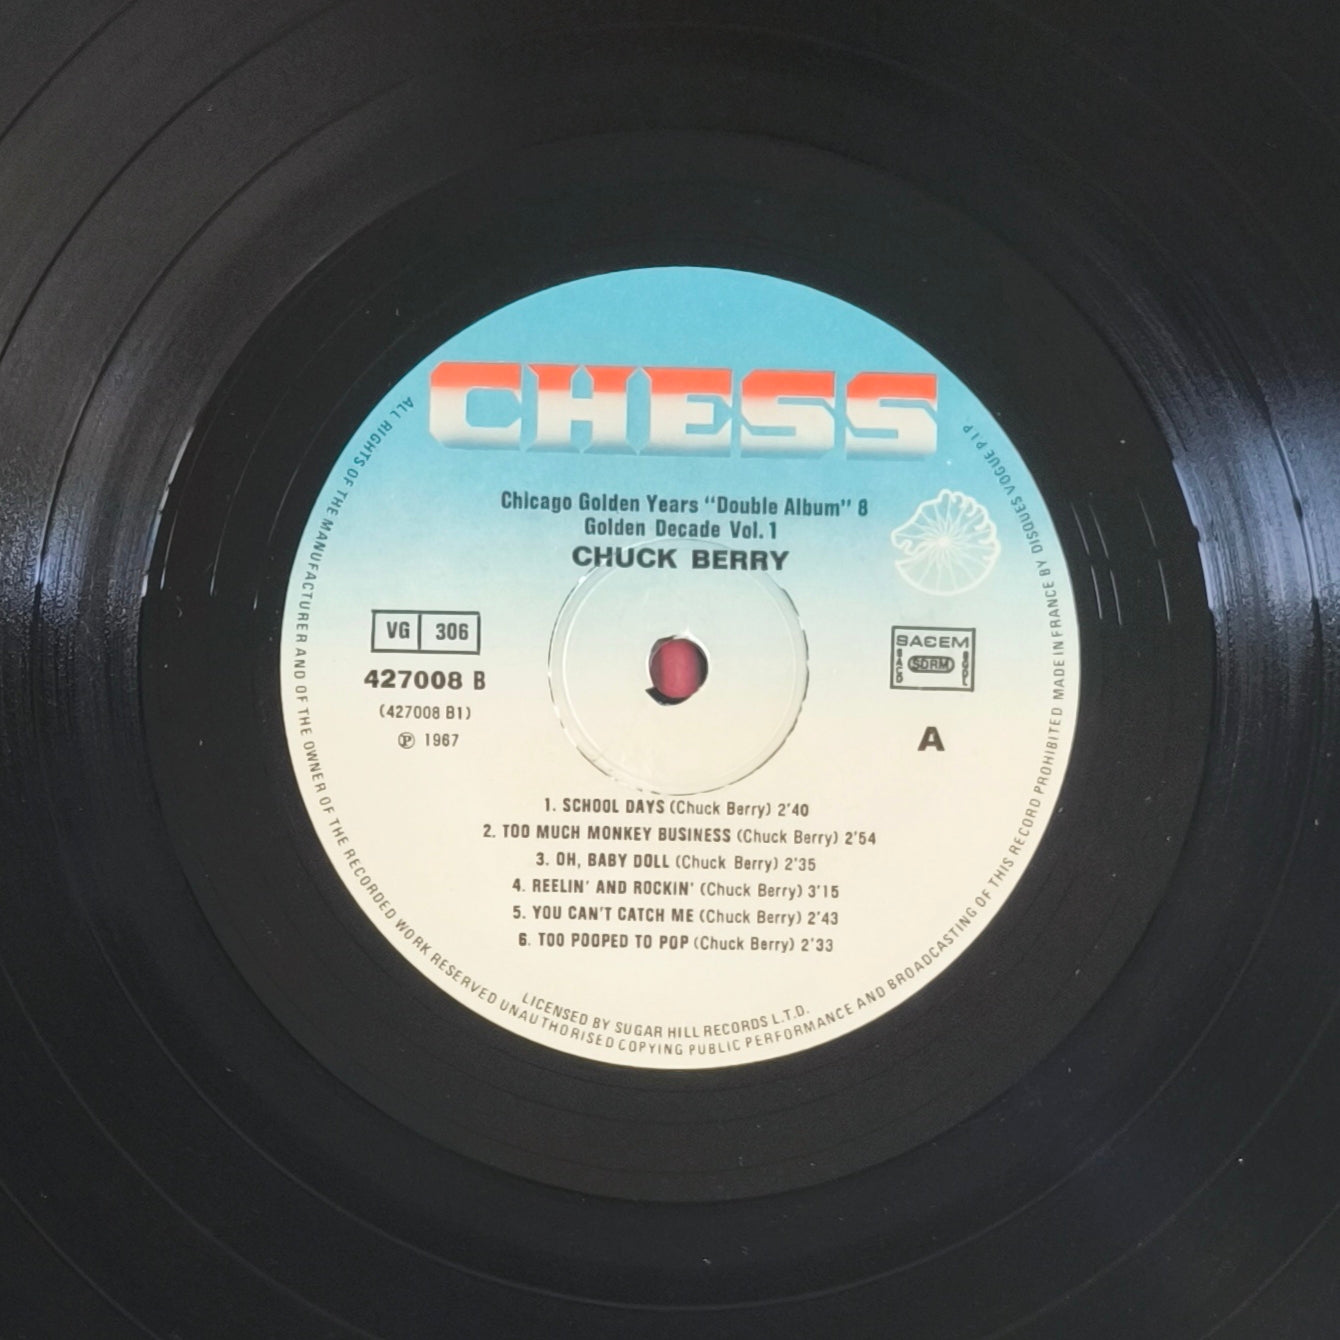 CHESS
Chicago Golden Years "Double Album" 8
Golden Decade Vol. 1
CHUCK BERRY
VG 306
427008 B
(427008 B1)
℗ 1967
SACEM
SDRM
A
1. SCHOOL DAYS (Chuck Berry) 2'40
2. TOO MUCH MONKEY BUSINESS (Chuck Berry) 2'54
3. OH, BABY DOLL (Chuck Berry) 2'35
4. REELIN' AND ROCKIN' (Chuck Berry) 3'15
5. YOU CAN'T CATCH ME (Chuck Berry) 2'43
6. TOO POOPED TO POP (Chuck Berry) 2'33
LICENSED BY SUGAR HILL RECORDS L.T.D.
ALL RIGHTS OF THE MANUFACTURER AND OF THE OWNER OF THE RECORDED WORK RESERVED UNAUTHORISED COPYING PUBLIC PERFORMANCE AND BROADCASTING OF THIS RECORD PROHIBITED MADE IN FRANCE BY DISQUES VOGUE P.I.P.